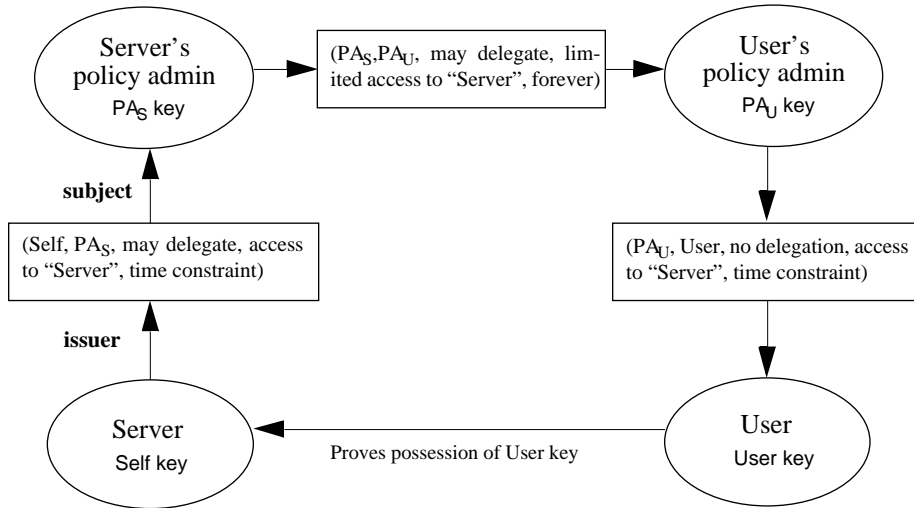 Server’s
policy admin
PAS key
(PAS,PAU, may delegate, lim-
ited access to “Server”, forever)
User’s
policy admin
PAU key
subject
(Self, PAS, may delegate, access
to “Server”, time constraint)
(PAU, User, no delegation, access
to “Server”, time constraint)
issuer
Server
Self key
Proves possession of User key
User
User key